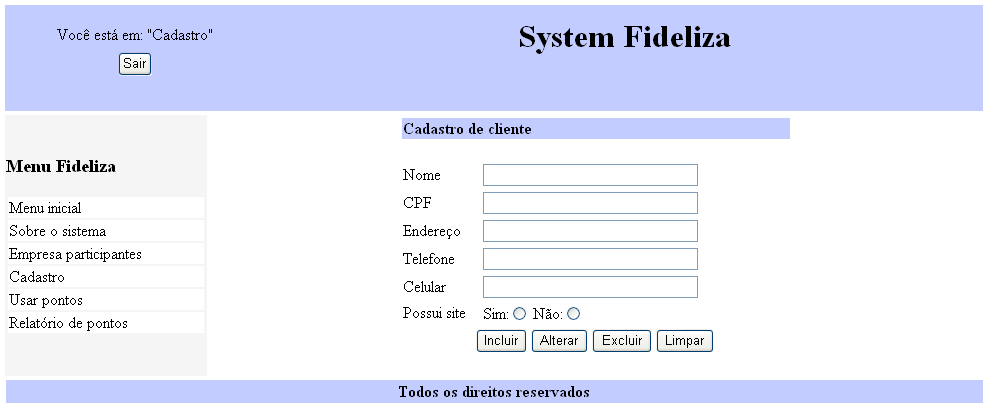 Você está em: "Cadastro"
Sair
System Fideliza
Menu Fideliza
Menu inicial
Sobre o sistema
Empresa participantes
Cadastro
Usar pontos
Relatório de pontos
Cadastro de cliente
Nome
CPF
Endereço
Telefone
Celular
Possui site Sim: Não:
Incluir Alterar Excluir Limpar
Todos os direitos reservados